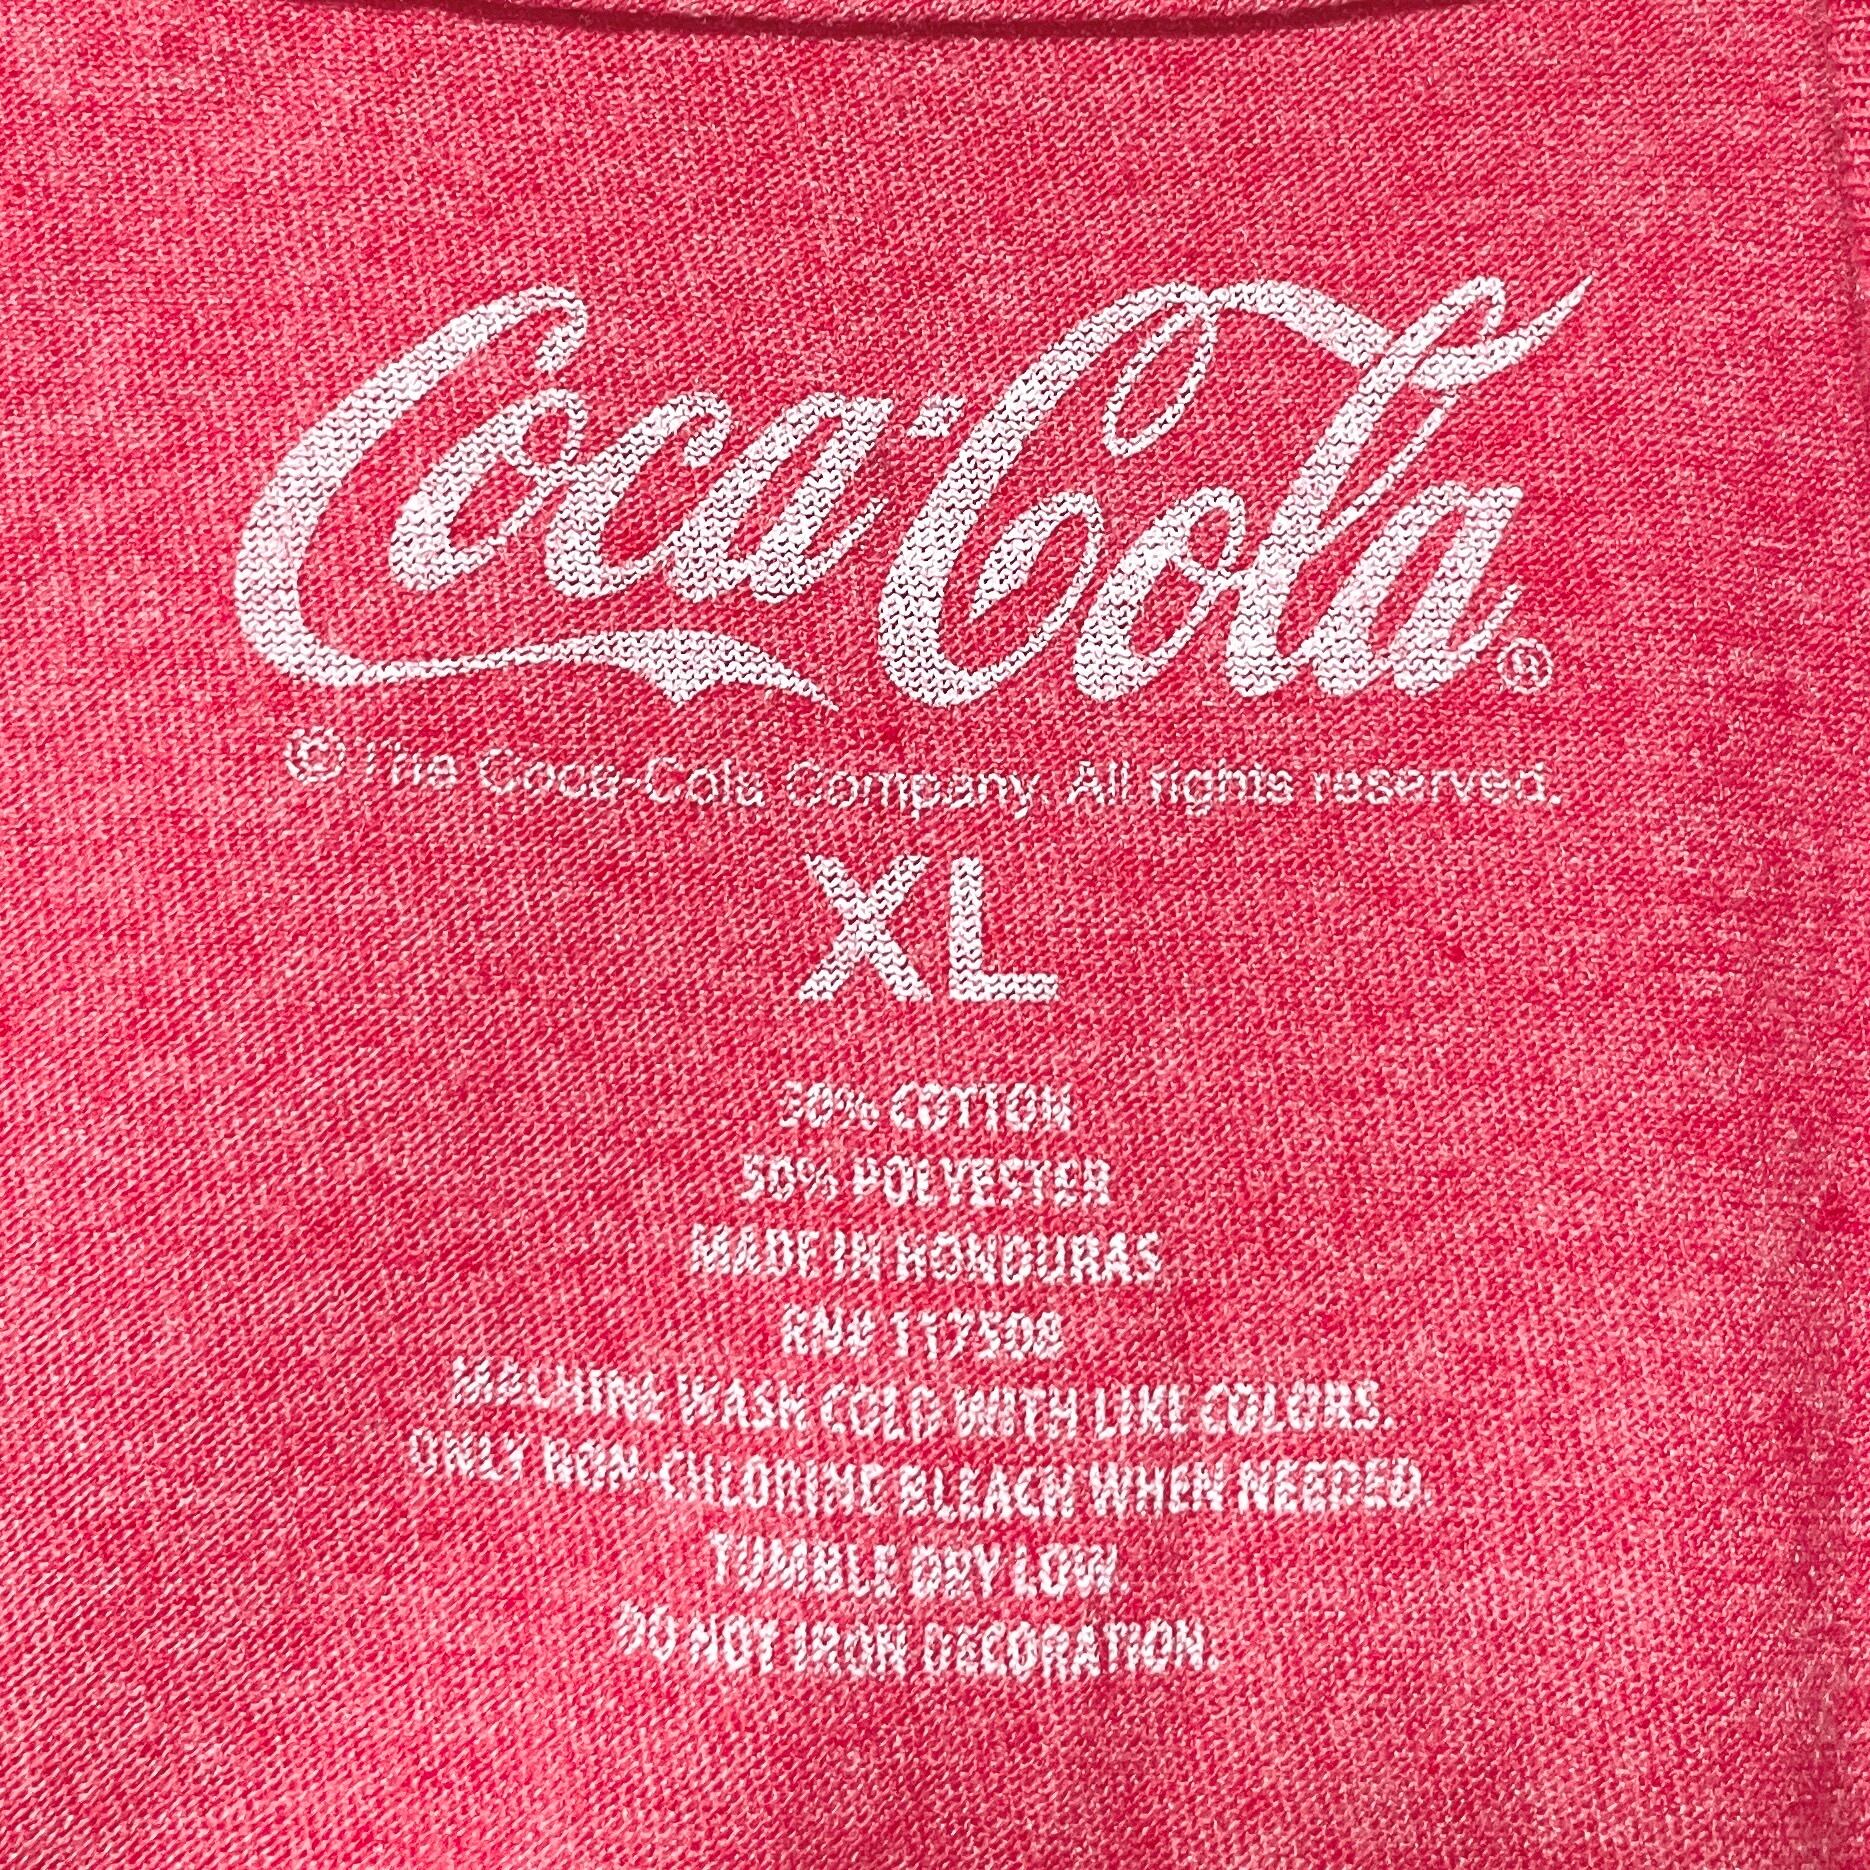 Coca-Cola®
© The Coca-Cola Company. All rights reserved.
XL
COTTON
50% POLYESTER
MADE IN HONDURAS
RN# 117508
MACHINE WASH COLD WITH LIKE COLORS.
ONLY NON-CHLORINE BLEACH WHEN NEEDED.
TUMBLE DRY LOW.
DO NOT IRON DECORATION.